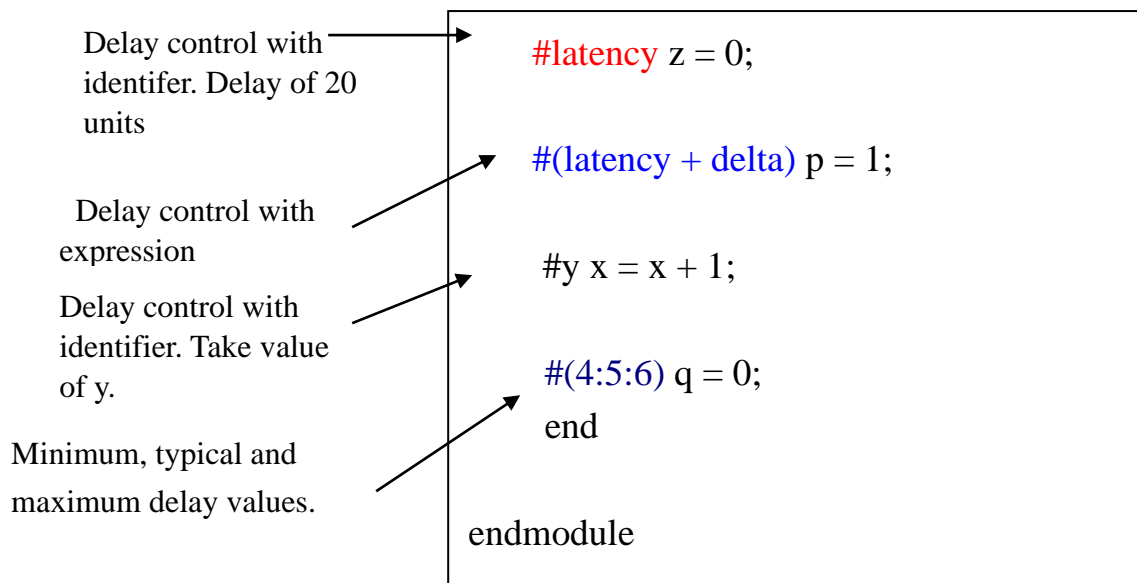 Delay control with
identifer. Delay of 20
units
#latency z = 0;
#(latency + delta) p = 1;
Delay control with
expression
#y x = x + 1;
Delay control with
identifier. Take value
of y.
#(4:5:6) q = 0;
end
Minimum, typical and
maximum delay values.
endmodule